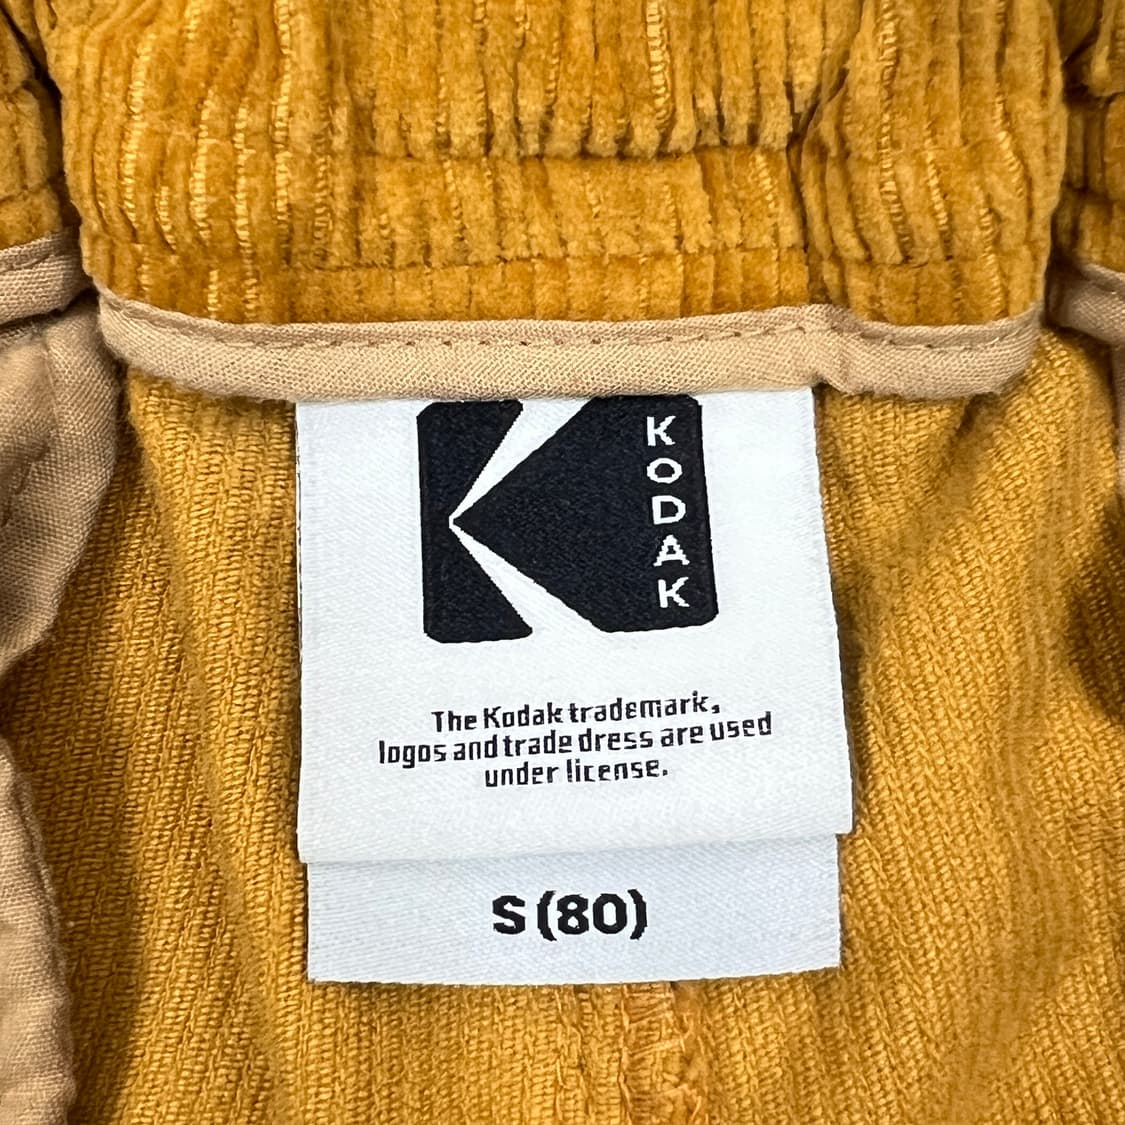 KODAK
The Kodak trademark,
logos and trade dress are used
under license.
S (80)